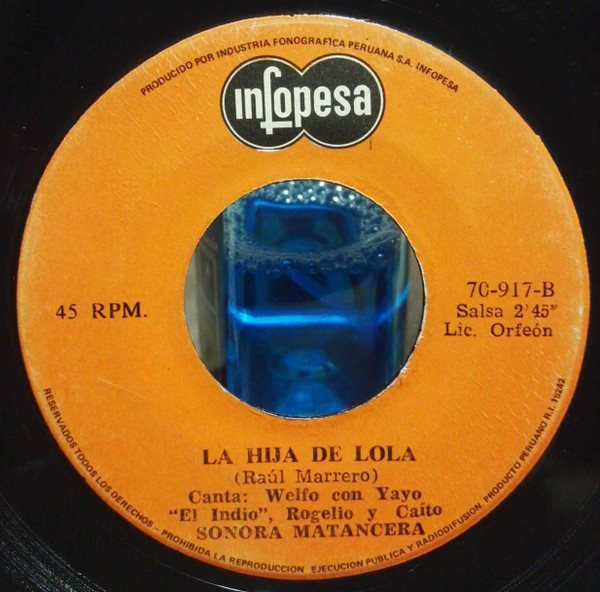 PRODUCIDO POR INDUSTRIA FONOGRAFICA PERUANA S.A. INFOPESA
infopesa
45 RPM.
70-917-B
Salsa 2'45"
Lic. Orfeón
LA HIJA DE LOLA
(Raúl Marrero)
Canta: Welfo con Yayo
"El Indio", Rogelio y Caíto
SONORA MATANCERA
RESERVADOS TODOS LOS DERECHOS - PROHIBIDA LA REPRODUCCION EJECUCION PUBLICA Y RADIODIFUSION. PRODUCTO PERUANO R.I. 15242